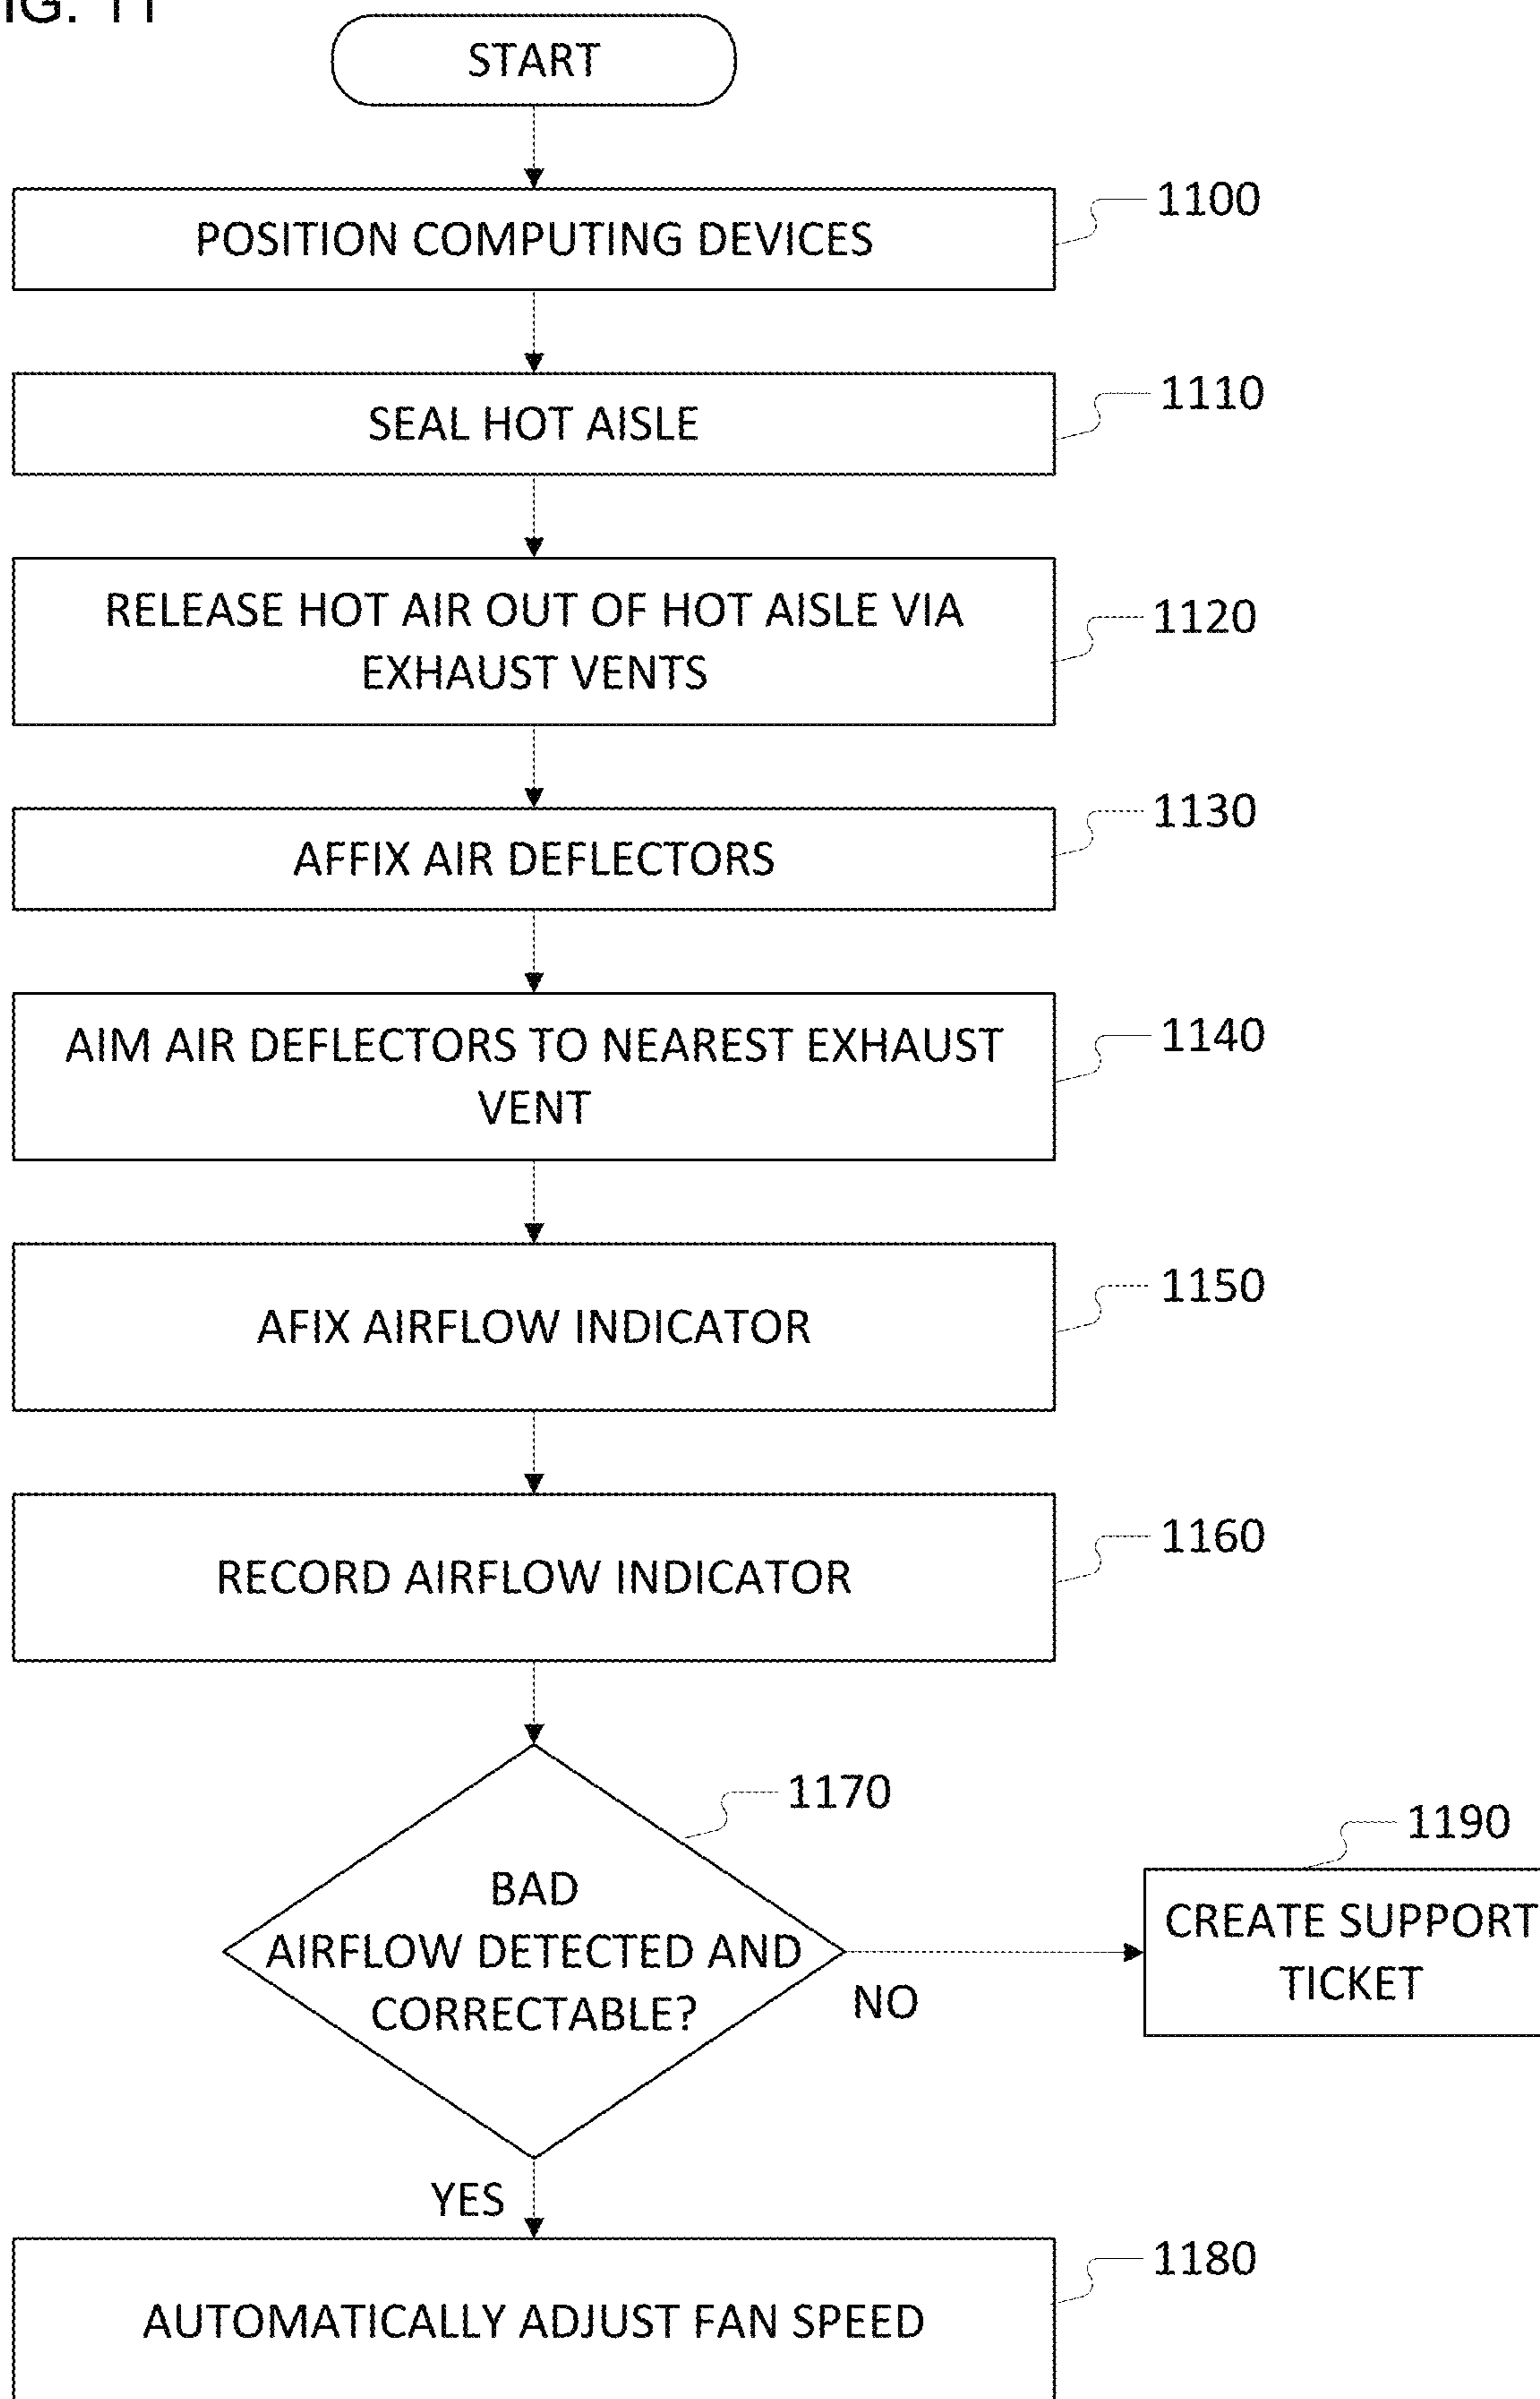 IG. 11
START
POSITION COMPUTING DEVICES
1100
SEAL HOT AISLE
1110
RELEASE HOT AIR OUT OF HOT AISLE VIA
EXHAUST VENTS
1120
AFFIX AIR DEFLECTORS
1130
AIM AIR DEFLECTORS TO NEAREST EXHAUST
VENT
1140
AFIX AIRFLOW INDICATOR
1150
RECORD AIRFLOW INDICATOR
1160
BAD
AIRFLOW DETECTED AND
CORRECTABLE?
1170
NO
1190
CREATE SUPPORT
TICKET
YES
AUTOMATICALLY ADJUST FAN SPEED
1180